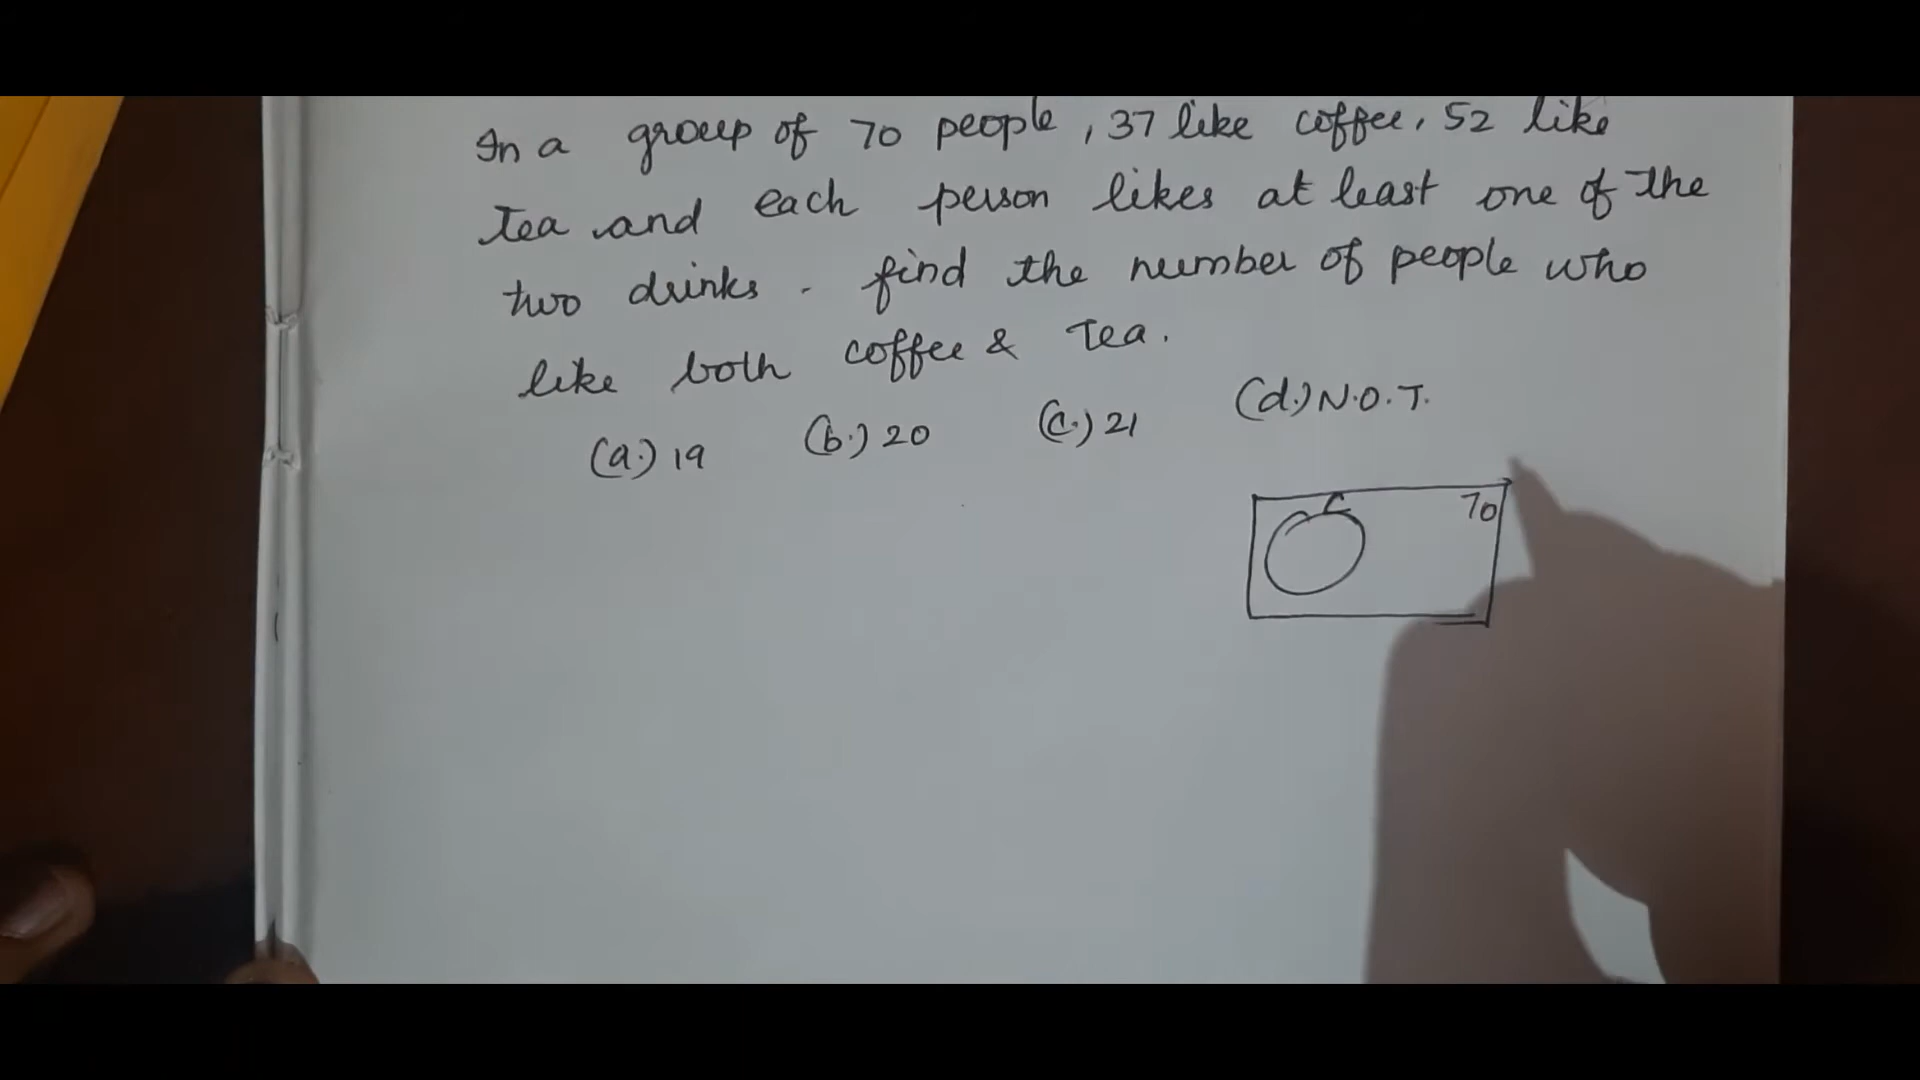 In a group of 70 people, 37 like coffee, 52 like
Tea and each person likes at least one of the
two drinks. find the number of people who
like both coffee & Tea.
(a.) 19 (b.) 20 (c.) 21 (d.) N.O.T.
C 70